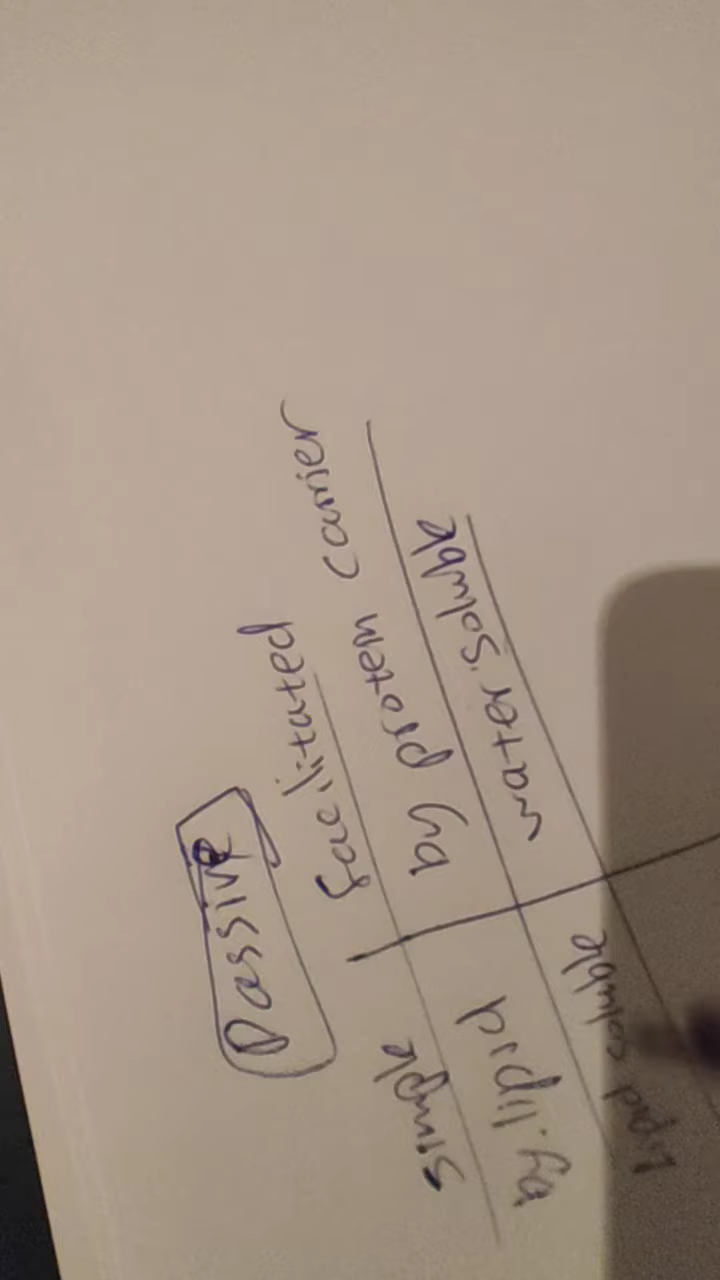 Passive
simple facilitated
by lipid by protein carrier
lipid soluble water soluble